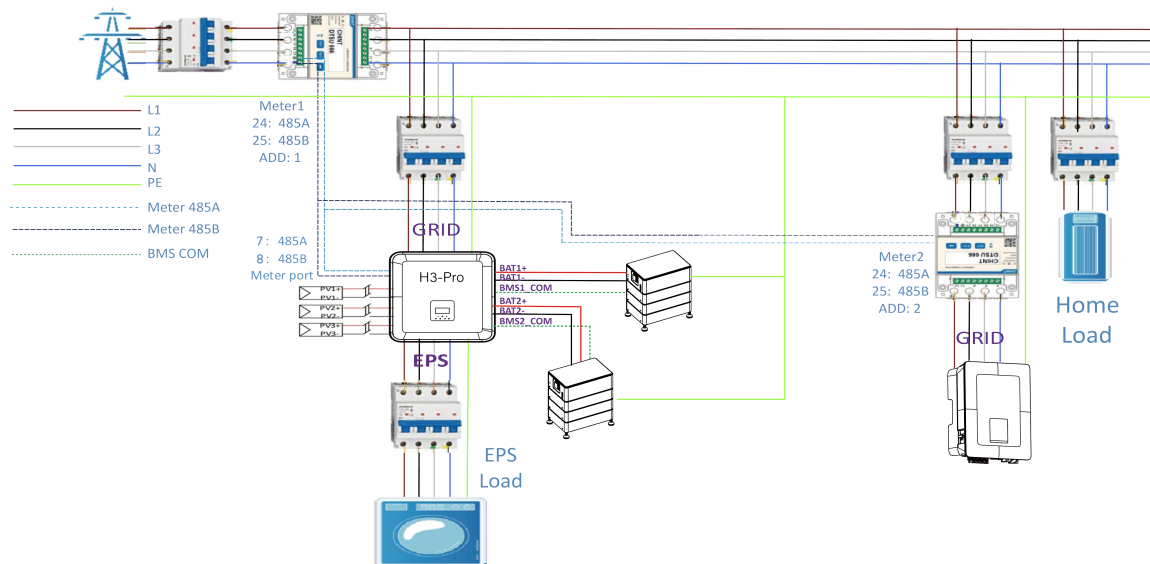 CHINT
DTSU 666
L1
L2
L3
N
PE
Meter 485A
Meter 485B
BMS COM
Meter1
24: 485A
25: 485B
ADD: 1
GRID
7: 485A
8: 485B
Meter port
H3-Pro
PV1+
PV1-
PV2+
PV2-
PV3+
PV3-
BAT1+
BAT1-
BMS1_COM
BAT2+
BAT2-
BMS2_COM
EPS
EPS
Load
CHINT
DTSU 666
Meter2
24: 485A
25: 485B
ADD: 2
GRID
Home
Load